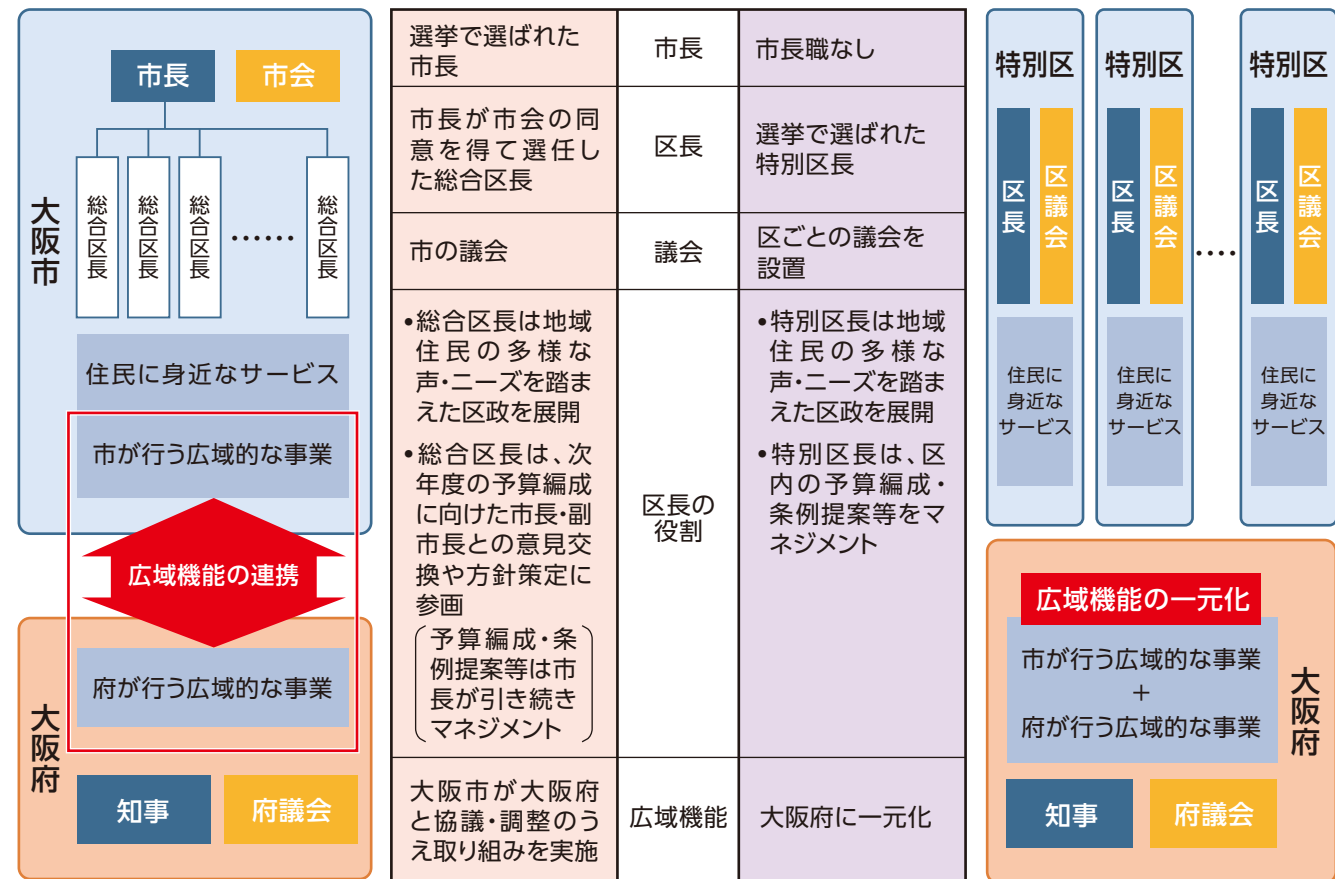 大阪市
市長
市会
総合区長
総合区長
総合区長
……
総合区長
住民に身近なサービス
市が行う広域的な事業
広域機能の連携
府が行う広域的な事業
大阪府
知事
府議会
選挙で選ばれた
市長
市長
市長職なし
市長が市会の同
意を得て選任し
た総合区長
区長
選挙で選ばれた
特別区長
市の議会
議会
区ごとの議会を
設置
•総合区長は地域
住民の多様な
声・ニーズを踏ま
えた区政を展開
•総合区長は、次
年度の予算編成
に向けた市長・副
市長との意見交
換や方針策定に
参画
(予算編成・条
例提案等は市
長が引き続き
マネジメント)
区長の
役割
•特別区長は地域
住民の多様な
声・ニーズを踏ま
えた区政を展開
•特別区長は、区
内の予算編成・
条例提案等をマ
ネジメント
大阪市が大阪府
と協議・調整のう
え取り組みを実施
広域機能
大阪府に一元化
特別区
区長
区議会
住民に
身近な
サービス
特別区
区長
区議会
住民に
身近な
サービス
‥‥
特別区
区長
区議会
住民に
身近な
サービス
広域機能の一元化
市が行う広域的な事業
+
府が行う広域的な事業
大阪府
知事
府議会